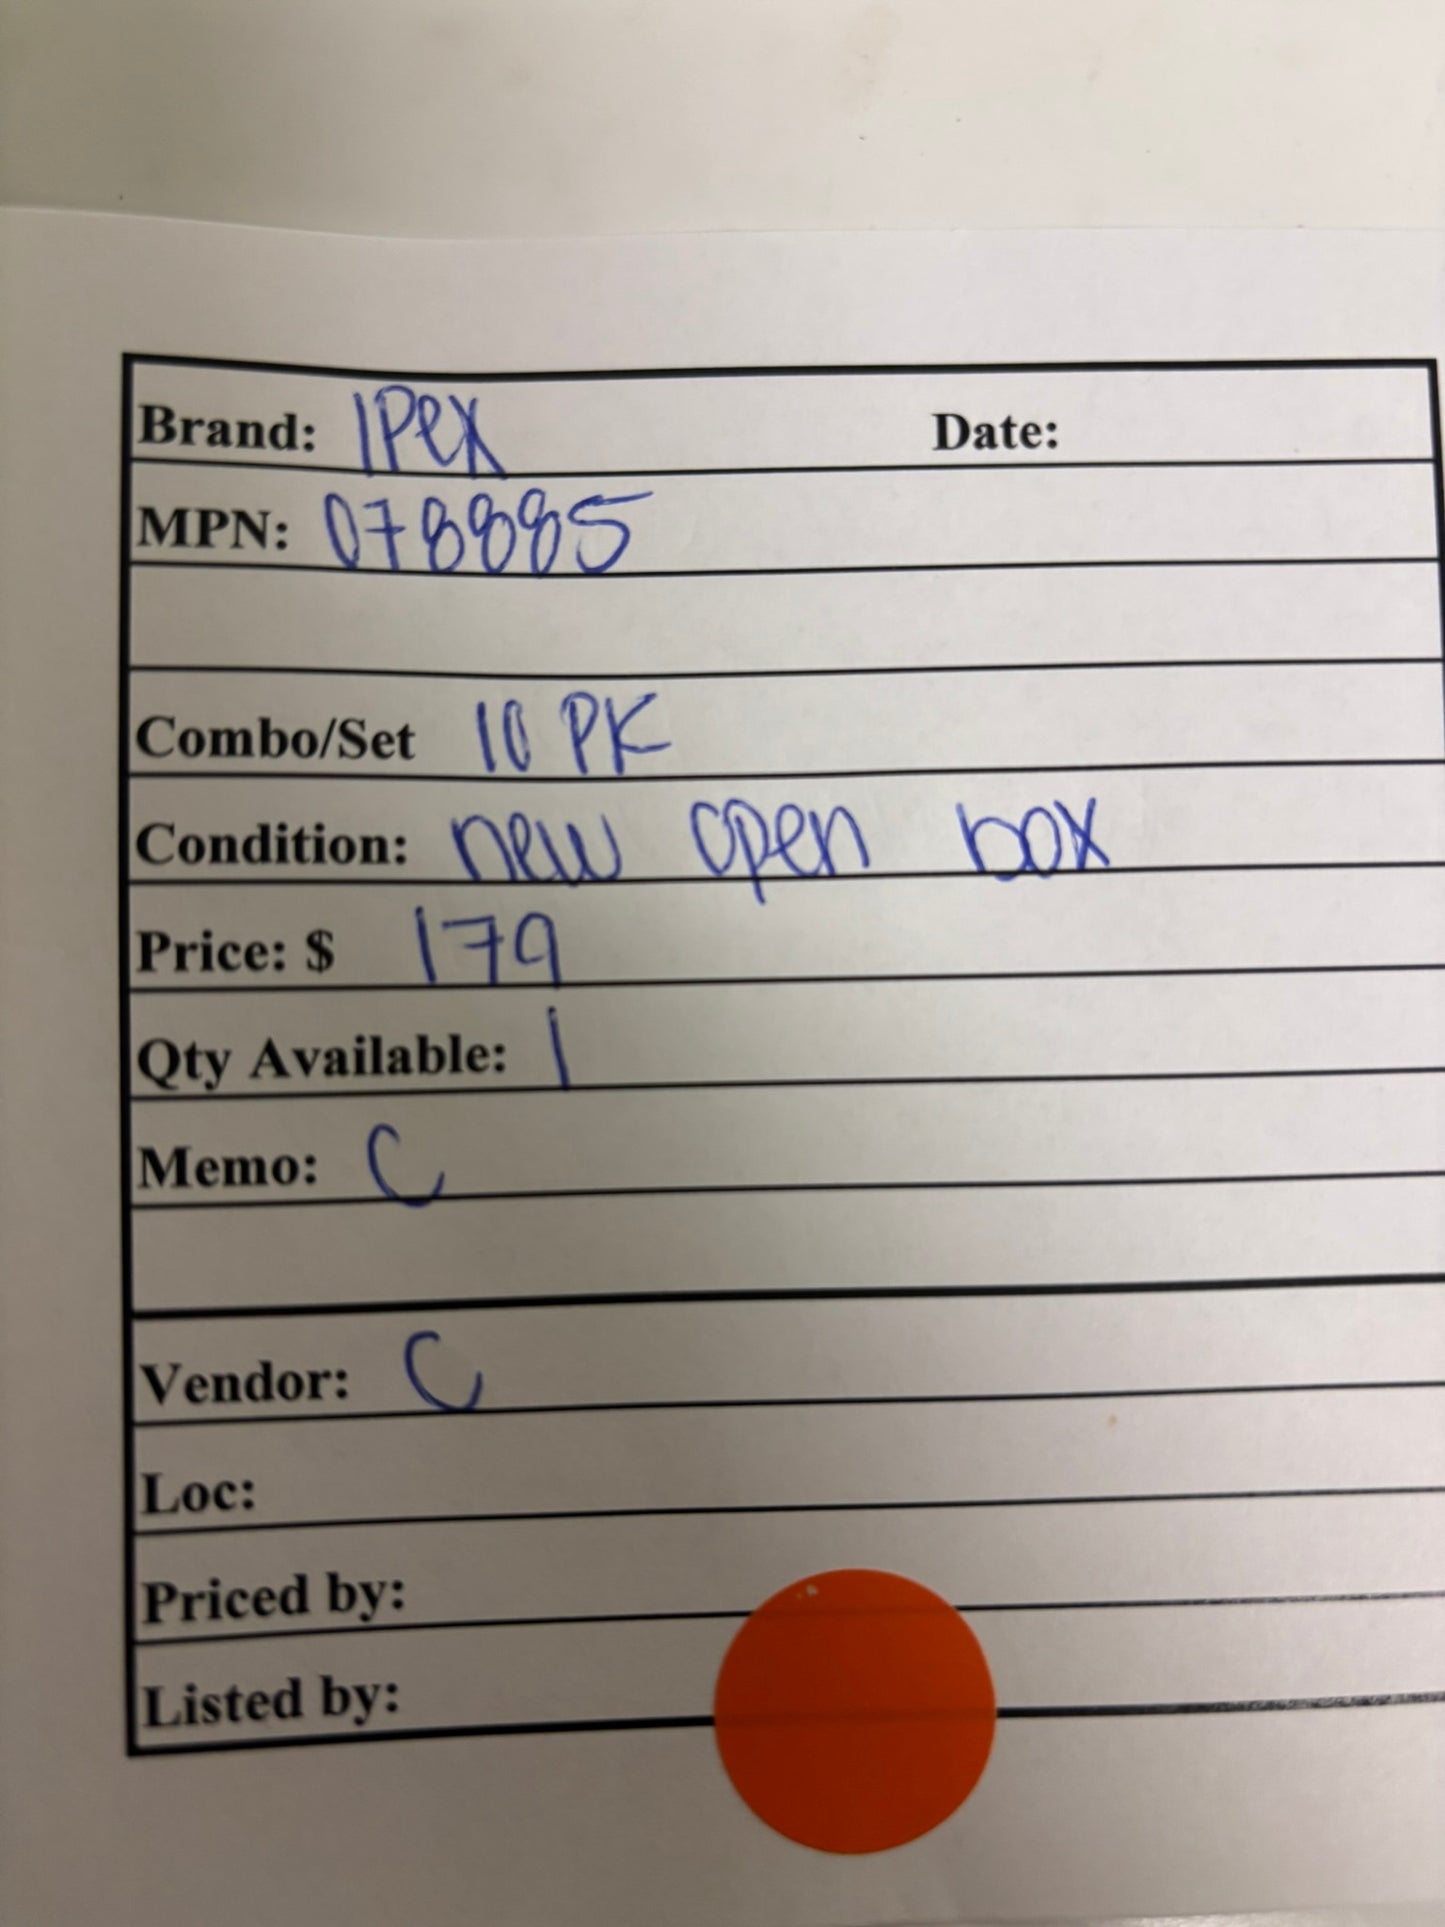 Brand: IPEX Date:
MPN: 078885
Combo/Set 10 PK
Condition: new open box
Price: $ 179
Qty Available: 1
Memo: C
Vendor: C
Loc:
Priced by:
Listed by: